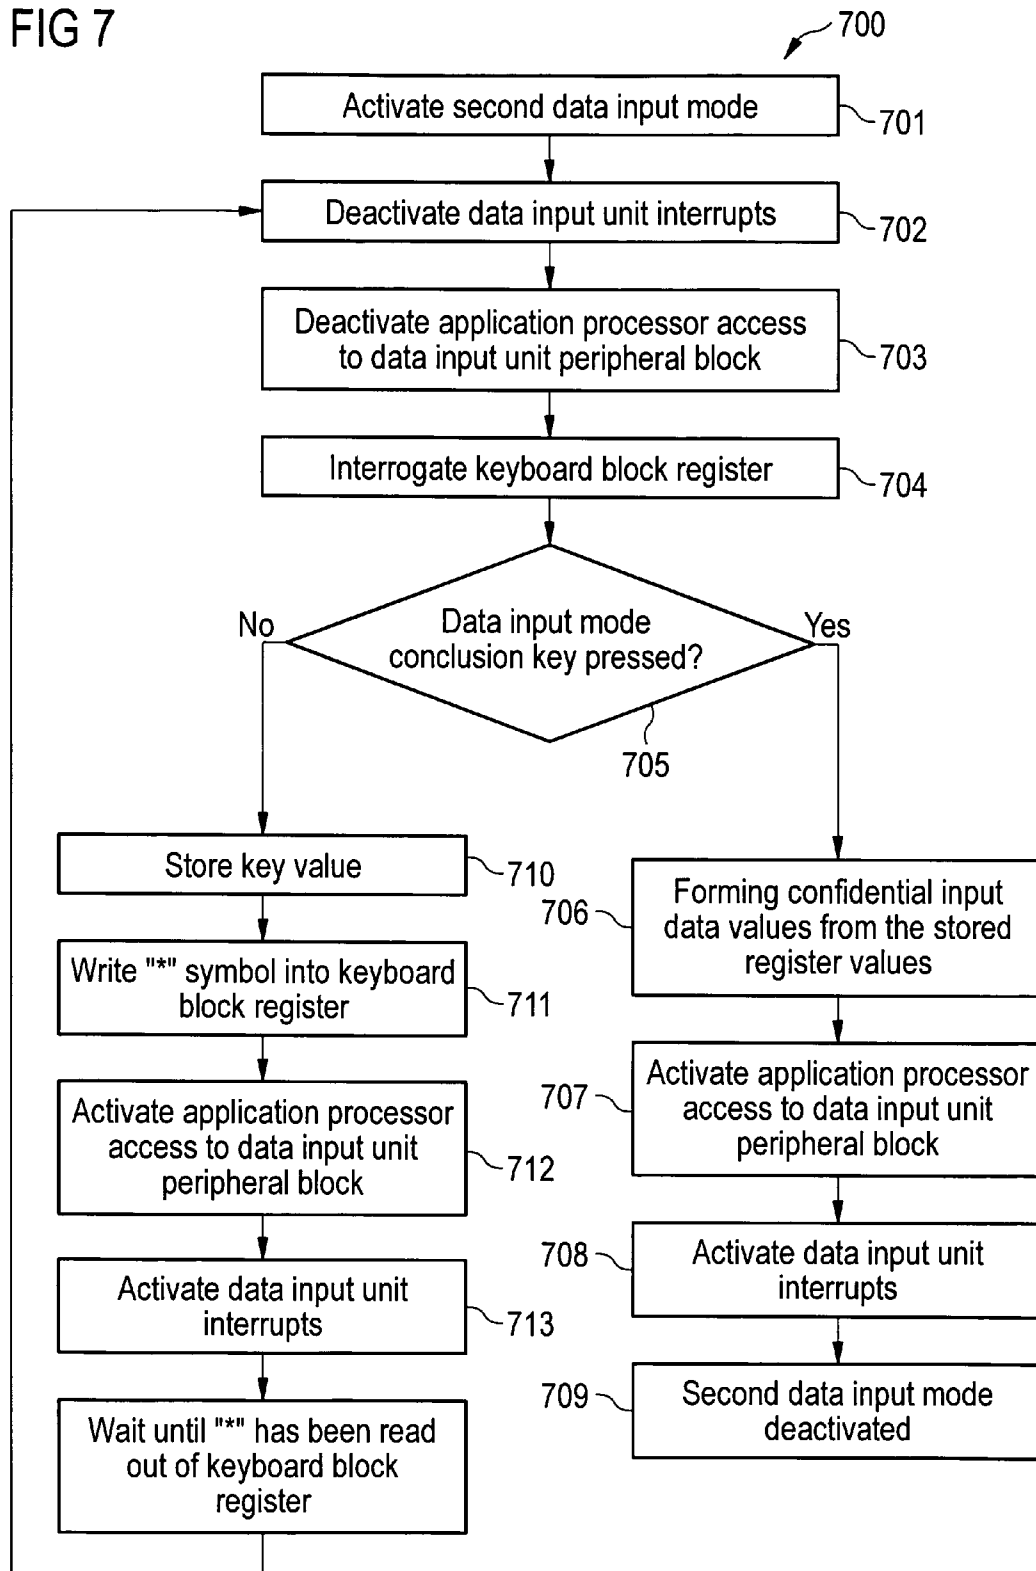 FIG 7
700
Activate second data input mode
701
Deactivate data input unit interrupts
702
Deactivate application processor access
to data input unit peripheral block
703
Interrogate keyboard block register
704
No
Data input mode
conclusion key pressed?
Yes
705
Store key value
710
Write "*" symbol into keyboard
block register
711
Activate application processor
access to data input unit
peripheral block
712
Activate data input unit
interrupts
713
Wait until "*" has been read
out of keyboard block
register
706
Forming confidential input
data values from the stored
register values
707
Activate application processor
access to data input unit
peripheral block
708
Activate data input unit
interrupts
709
Second data input mode
deactivated